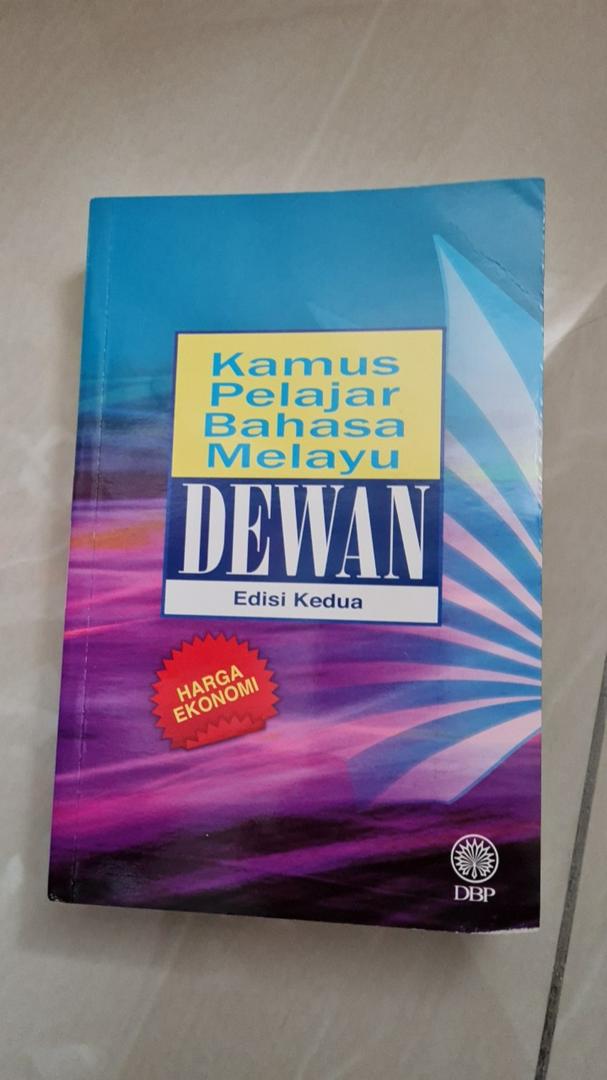 Kamus
Pelajar
Bahasa
Melayu
DEWAN
Edisi Kedua
HARGA
EKONOMI
DBP